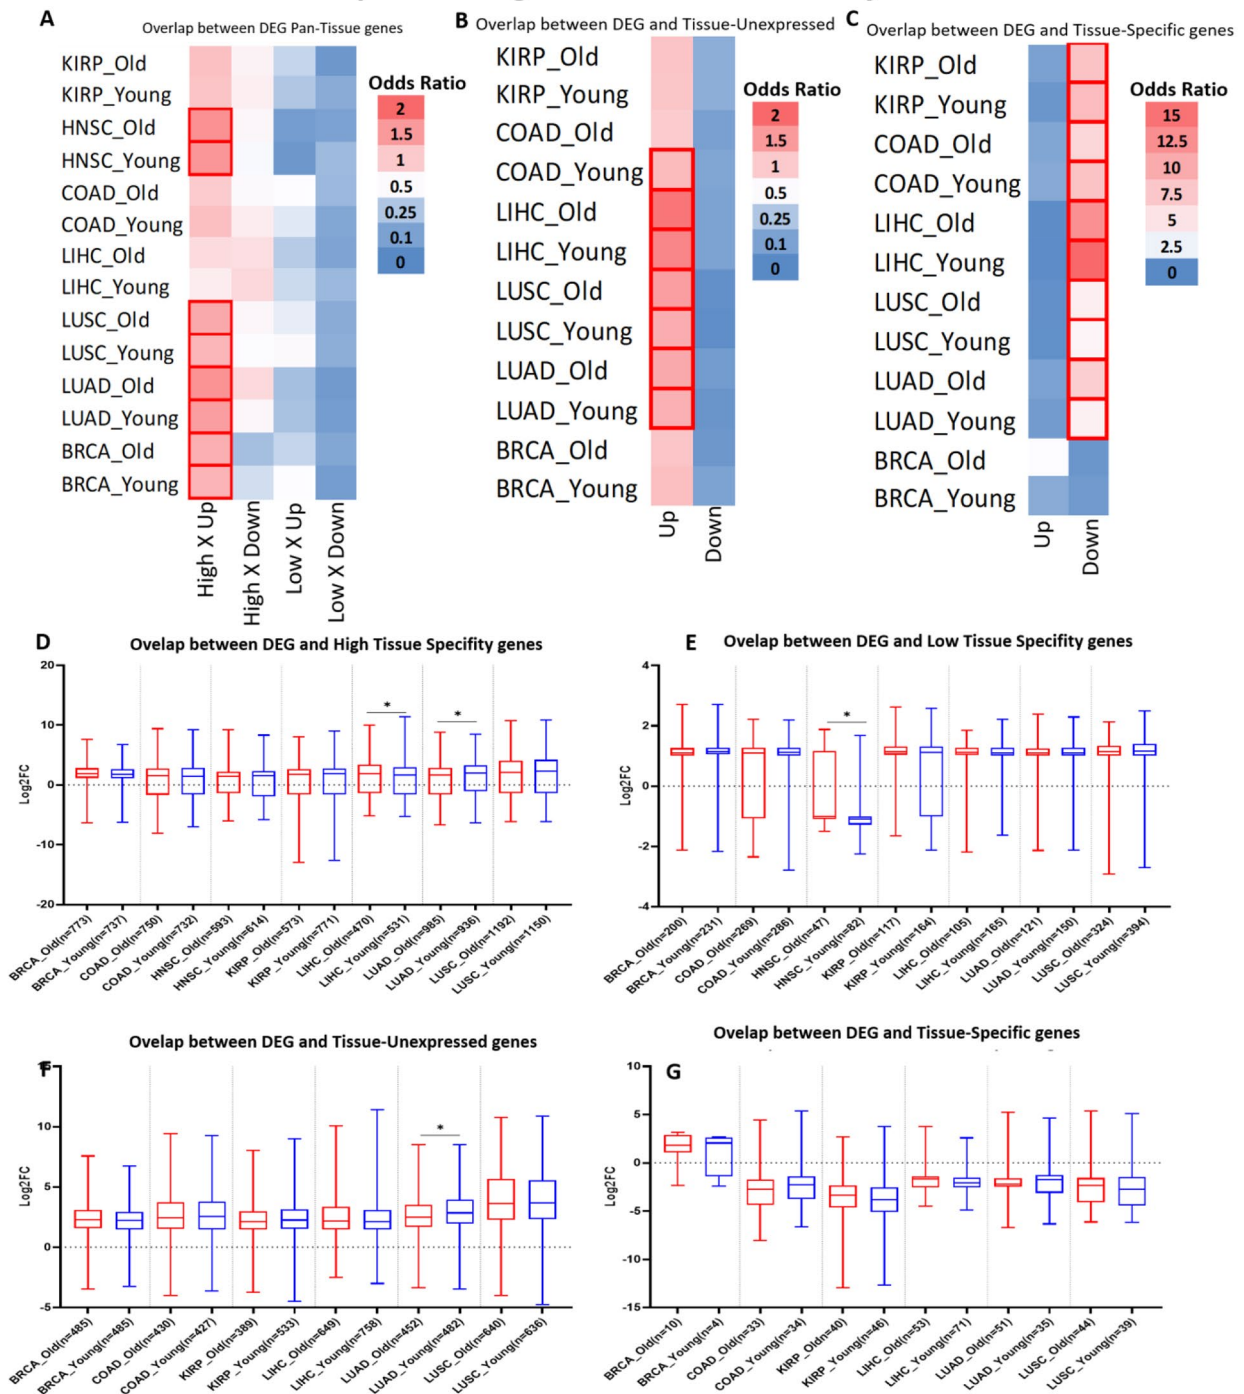 A
Overlap between DEG Pan-Tissue genes
KIRP_Old
KIRP_Young
HNSC_Old
HNSC_Young
COAD_Old
COAD_Young
LIHC_Old
LIHC_Young
LUSC_Old
LUSC_Young
LUAD_Old
LUAD_Young
BRCA_Old
BRCA_Young
High X Up
High X Down
Low X Up
Low X Down
Odds Ratio
2
1.5
1
0.5
0.25
0.1
0
B
Overlap between DEG and Tissue-Unexpressed
KIRP_Old
KIRP_Young
COAD_Old
COAD_Young
LIHC_Old
LIHC_Young
LUSC_Old
LUSC_Young
LUAD_Old
LUAD_Young
BRCA_Old
BRCA_Young
Up
Down
Odds Ratio
2
1.5
1
0.5
0.25
0.1
0
C
Overlap between DEG and Tissue-Specific genes
KIRP_Old
KIRP_Young
COAD_Old
COAD_Young
LIHC_Old
LIHC_Young
LUSC_Old
LUSC_Young
LUAD_Old
LUAD_Young
BRCA_Old
BRCA_Young
Up
Down
Odds Ratio
15
12.5
10
7.5
5
2.5
0
D
Ovelap between DEG and High Tissue Specifity genes
20
10
0
-10
-20
Log2FC
*
*
BRCA_Old(n=773)
BRCA_Young(n=737)
COAD_Old(n=750)
COAD_Young(n=732)
HNSC_Old(n=593)
HNSC_Young(n=614)
KIRP_Old(n=573)
KIRP_Young(n=771)
LIHC_Old(n=470)
LIHC_Young(n=531)
LUAD_Old(n=985)
LUAD_Young(n=936)
LUSC_Old(n=1192)
LUSC_Young(n=1150)
E
Ovelap between DEG and Low Tissue Specifity genes
4
2
0
-2
-4
Log2FC
*
BRCA_Old(n=200)
BRCA_Young(n=231)
COAD_Old(n=269)
COAD_Young(n=286)
HNSC_Old(n=47)
HNSC_Young(n=82)
KIRP_Old(n=117)
KIRP_Young(n=164)
LIHC_Old(n=105)
LIHC_Young(n=165)
LUAD_Old(n=121)
LUAD_Young(n=150)
LUSC_Old(n=324)
LUSC_Young(n=394)
F
Ovelap between DEG and Tissue-Unexpressed genes
15
10
5
0
-5
Log2FC
*
BRCA_Old(n=485)
BRCA_Young(n=485)
COAD_Old(n=430)
COAD_Young(n=427)
KIRP_Old(n=389)
KIRP_Young(n=533)
LIHC_Old(n=649)
LIHC_Young(n=758)
LUAD_Old(n=452)
LUAD_Young(n=482)
LUSC_Old(n=640)
LUSC_Young(n=636)
G
Ovelap between DEG and Tissue-Specific genes
10
5
0
-5
-10
-15
Log2FC
BRCA_Old(n=10)
BRCA_Young(n=4)
COAD_Old(n=33)
COAD_Young(n=34)
KIRP_Old(n=40)
KIRP_Young(n=46)
LIHC_Old(n=53)
LIHC_Young(n=71)
LUAD_Old(n=51)
LUAD_Young(n=35)
LUSC_Old(n=44)
LUSC_Young(n=39)